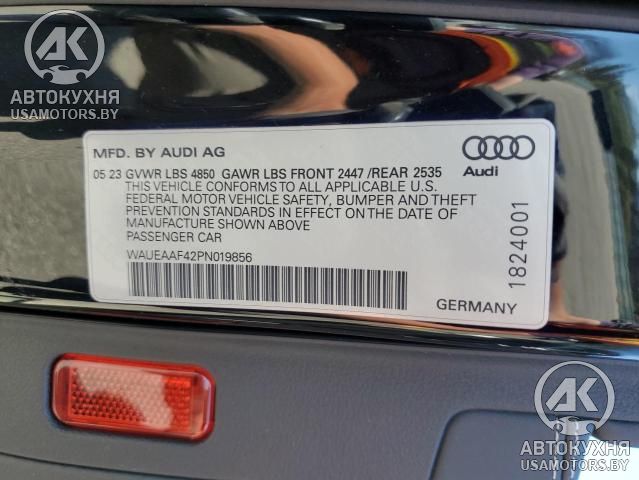 AK
АВТОКУХНЯ
USAMOTORS.BY
MFD. BY AUDI AG
05 23 GVWR LBS 4850 GAWR LBS FRONT 2447 /REAR 2535
THIS VEHICLE CONFORMS TO ALL APPLICABLE U.S.
FEDERAL MOTOR VEHICLE SAFETY, BUMPER AND THEFT
PREVENTION STANDARDS IN EFFECT ON THE DATE OF
MANUFACTURE SHOWN ABOVE
PASSENGER CAR
WAUEAAF42PN019856
Audi
1824001
GERMANY
AK
АВТОКУХНЯ
USAMOTORS.BY